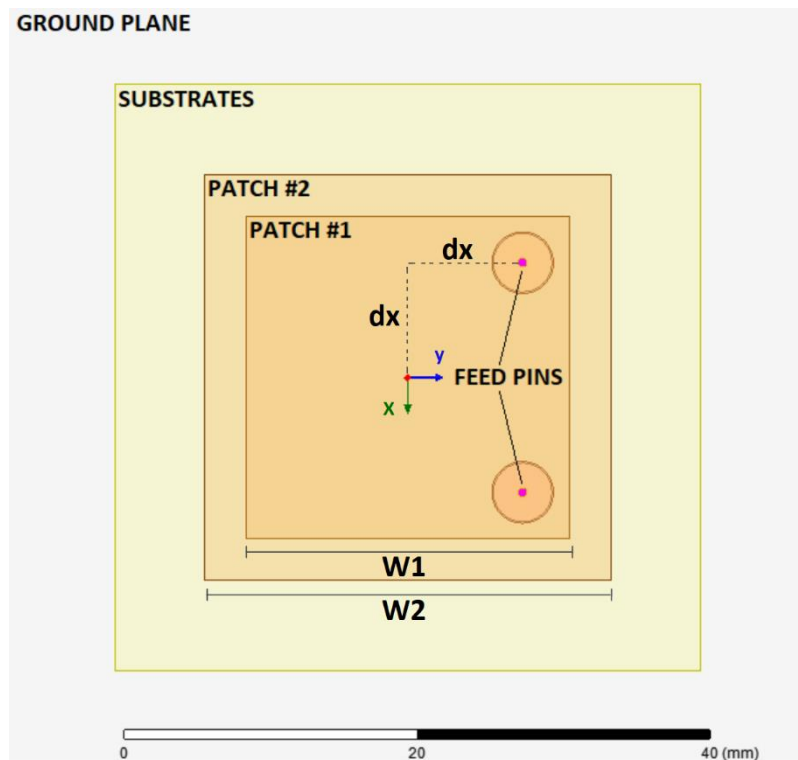 GROUND PLANE
SUBSTRATES
PATCH #2
PATCH #1
dx
dx
y
FEED PINS
X
W1
W2
0 20 40 (mm)